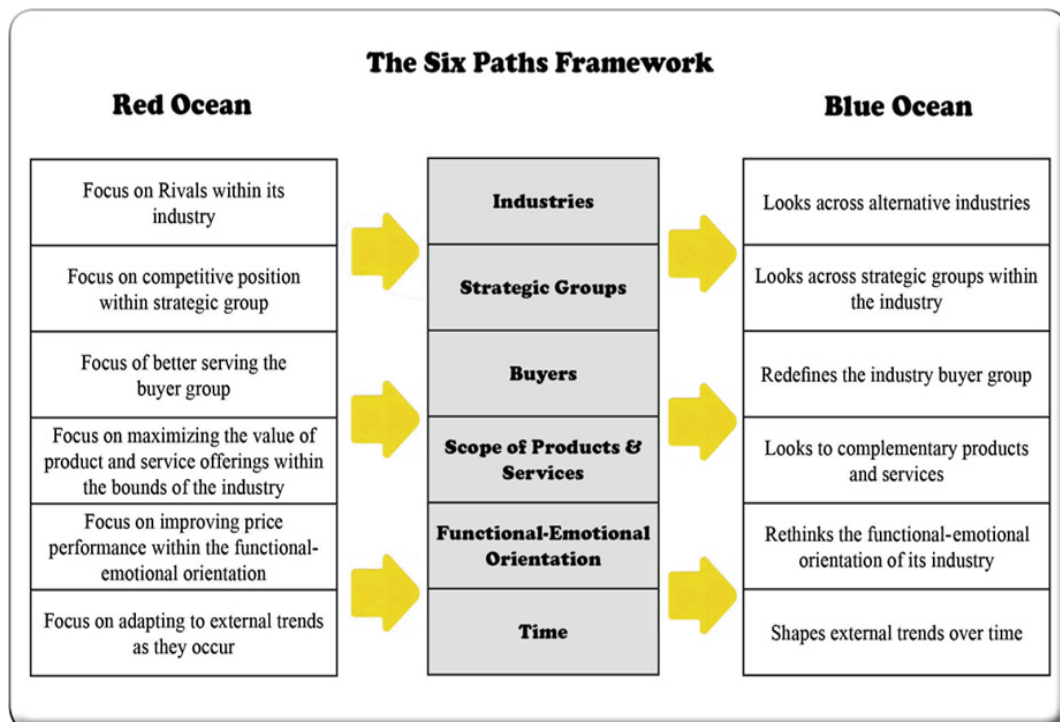 The Six Paths Framework
Red Ocean
Blue Ocean
Focus on Rivals within its
industry
Industries
Looks across alternative industries
Focus on competitive position
within strategic group
Strategic Groups
Looks across strategic groups within
the industry
Focus of better serving the
buyer group
Buyers
Redefines the industry buyer group
Focus on maximizing the value of
product and service offerings within
the bounds of the industry
Scope of Products &
Services
Looks to complementary products
and services
Focus on improving price
performance within the functional-
emotional orientation
Functional-Emotional
Orientation
Rethinks the functional-emotional
orientation of its industry
Focus on adapting to external trends
as they occur
Time
Shapes external trends over time